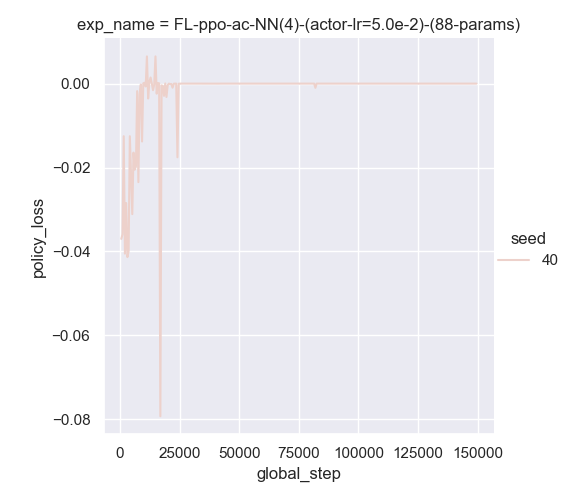 exp_name = FL-ppo-ac-NN(4)-(actor-lr=5.0e-2)-(88-params)
0.00
−0.02
−0.04
−0.06
−0.08
policy_loss
0 25000 50000 75000 100000 125000 150000
global_step
seed
40